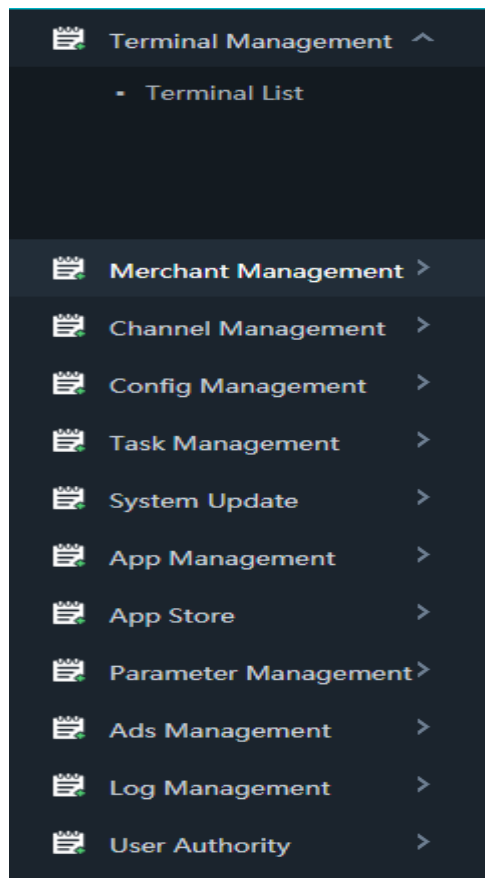 Terminal Management
Terminal List
Merchant Management
Channel Management
Config Management
Task Management
System Update
App Management
App Store
Parameter Management
Ads Management
Log Management
User Authority